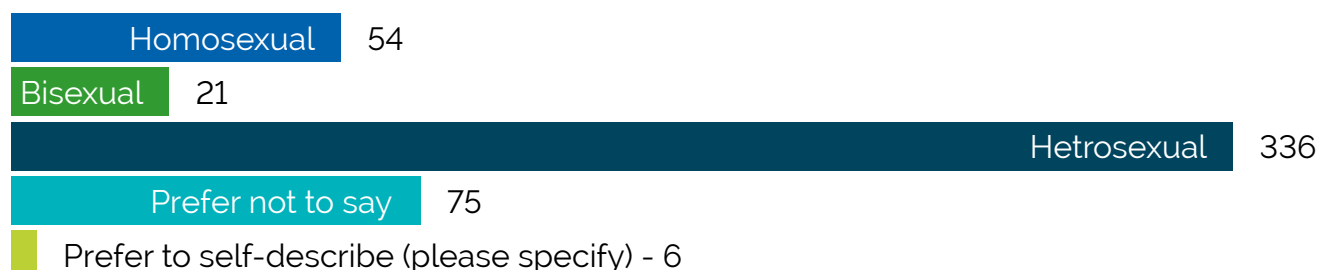 Homosexual 54
Bisexual 21
Hetrosexual 336
Prefer not to say 75
Prefer to self-describe (please specify) - 6